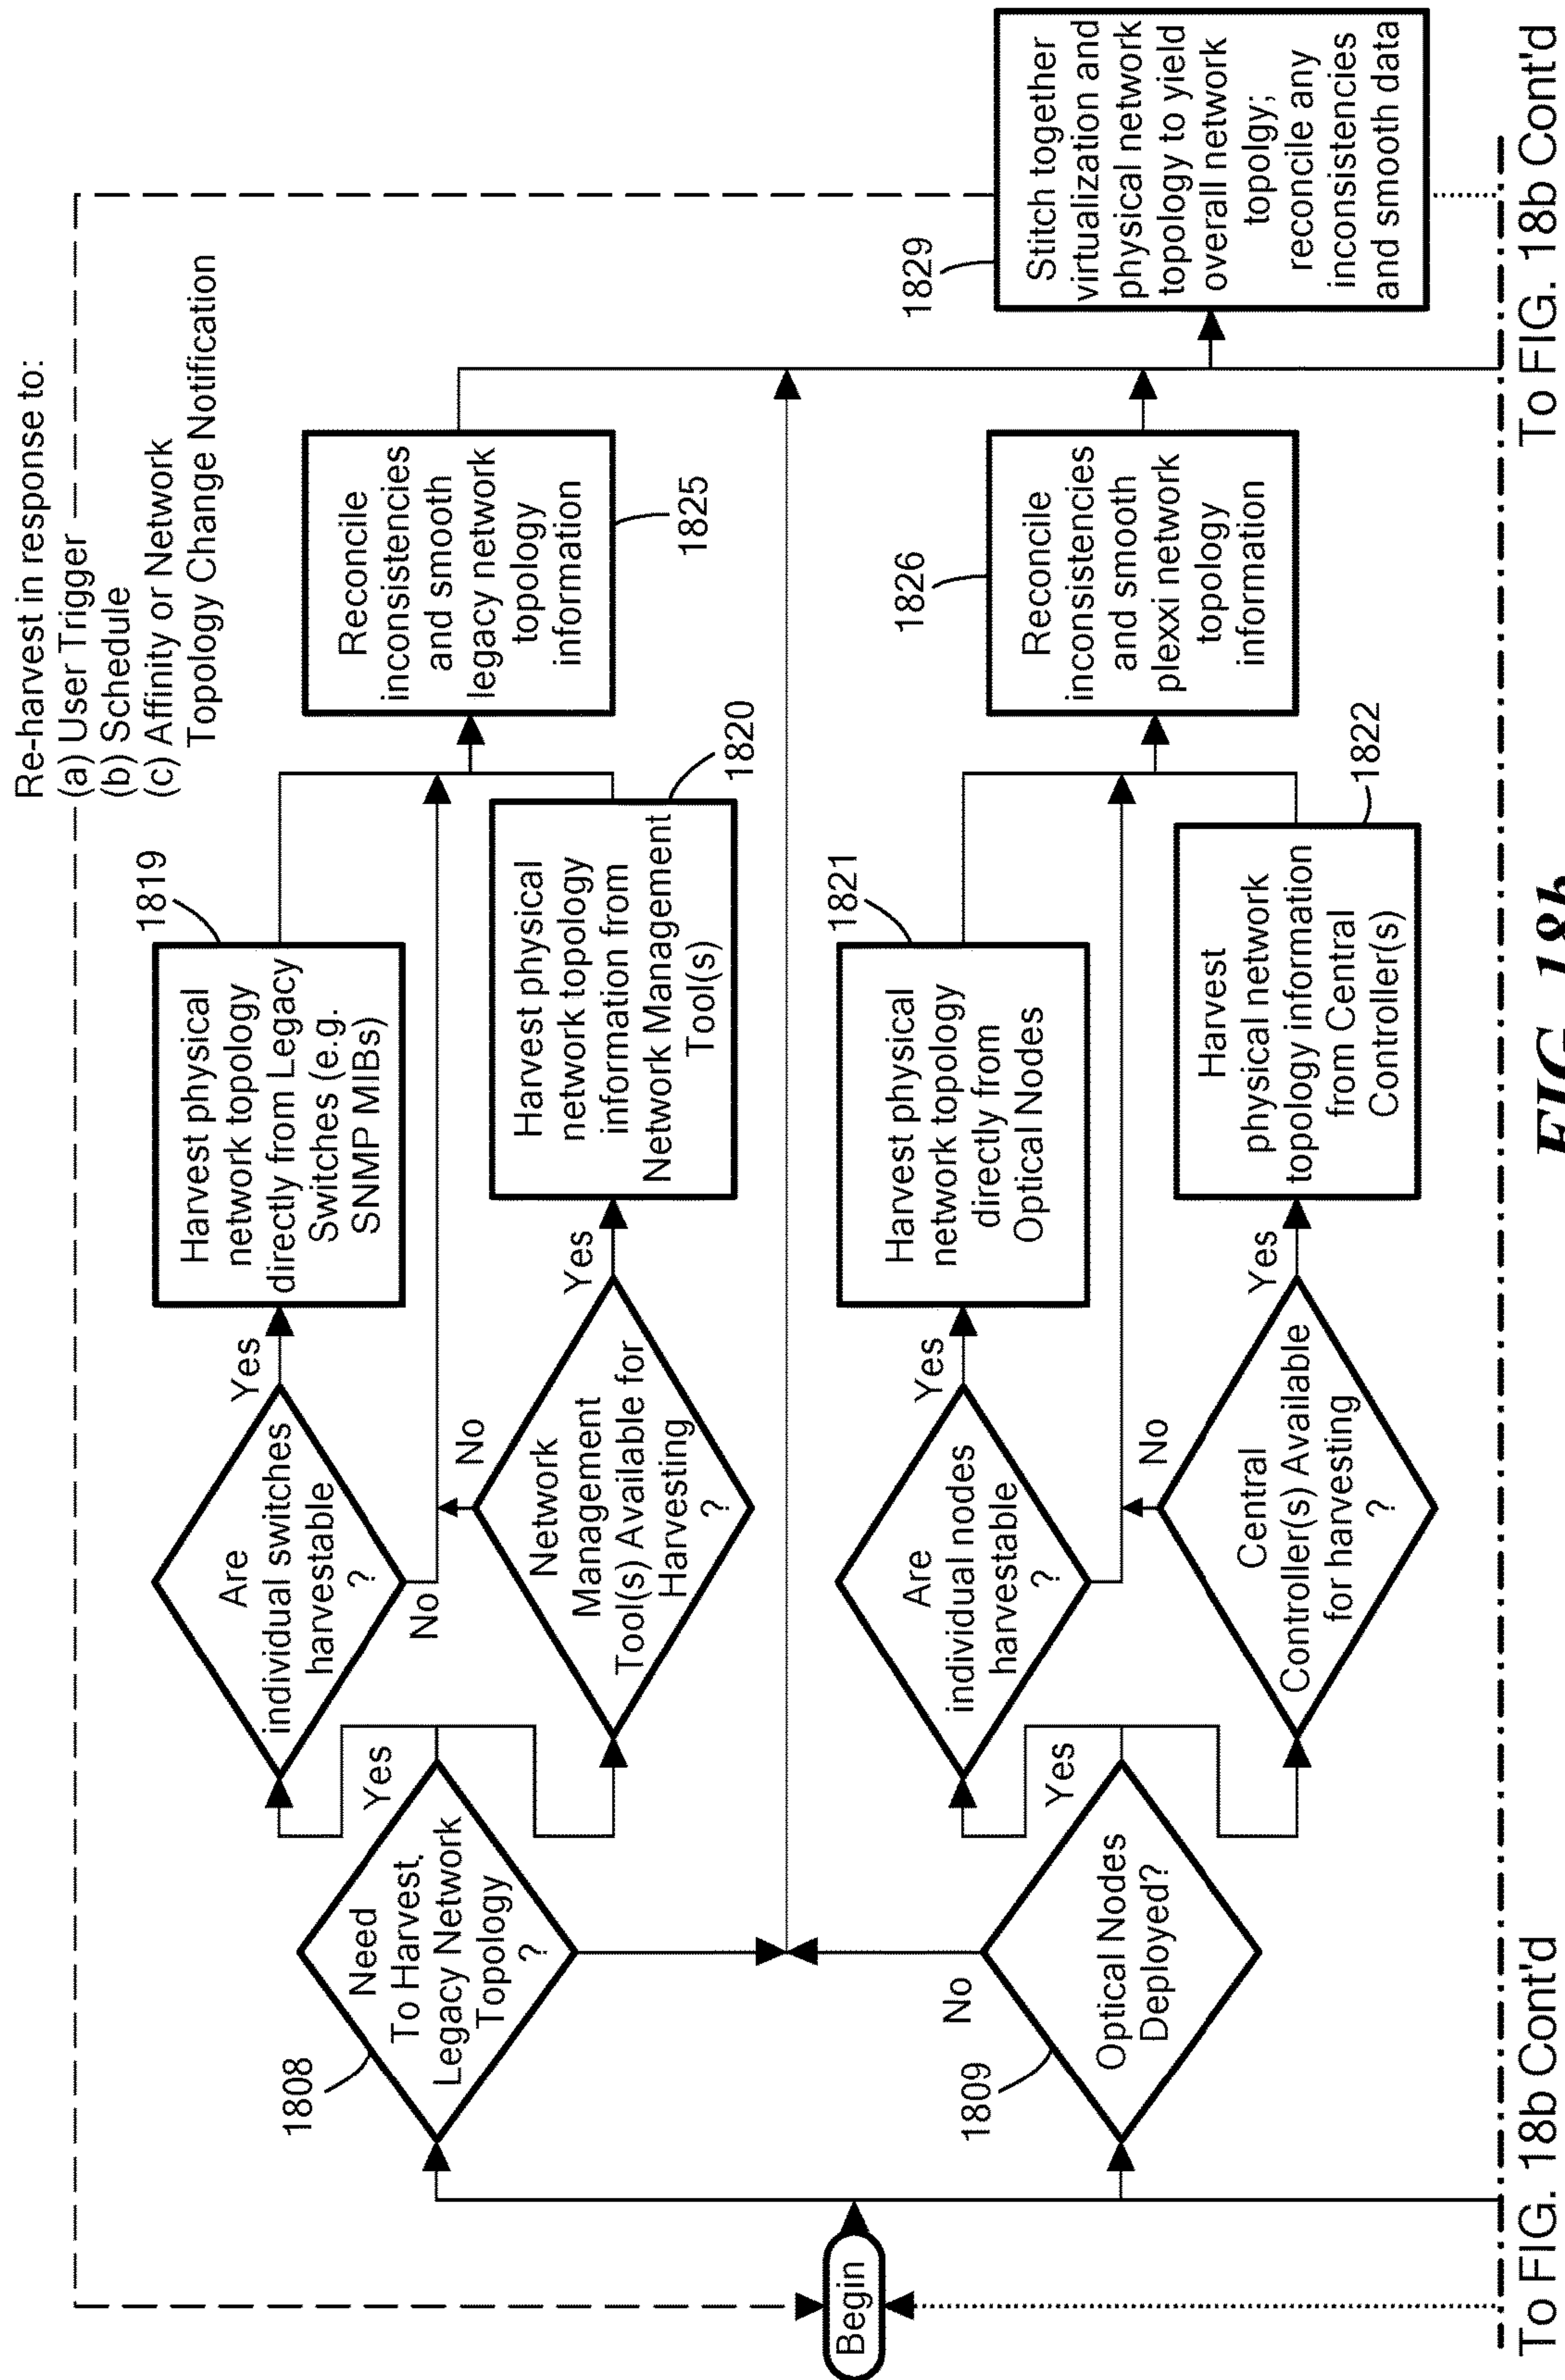 Re-harvest in response to:
(a) User Trigger
(b) Schedule
(c) Affinity or Network
Topology Change Notification
Begin
1808
Need
To Harvest.
Legacy Network
Topology
?
Yes
Are
individual switches
harvestable
?
Yes
No
1819
Harvest physical
network topology
directly from Legacy
Switches (e.g.
SNMP MIBs)
Network
Management
Tool(s) Available for
Harvesting
?
No
Yes
1820
Harvest physical
network topology
information from
Network Management
Tool(s)
Reconcile
inconsistencies
and smooth
legacy network
topology
information
1825
1809
Optical Nodes
Deployed?
No
Yes
Are
individual nodes
harvestable
?
Yes
1821
Harvest physical
network topology
directly from
Optical Nodes
Central
Controller(s) Available
for harvesting
?
No
Yes
1822
Harvest
physical network
topology information
from Central
Controller(s)
1826
Reconcile
inconsistencies
and smooth
plexxi network
topology
information
1829
Stitch together
virtualization and
physical network
topology to yield
overall network
topolgy;
reconcile any
inconsistencies
and smooth data
To FIG. 18b Cont'd
To FIG. 18b Cont'd
FIG. 18b